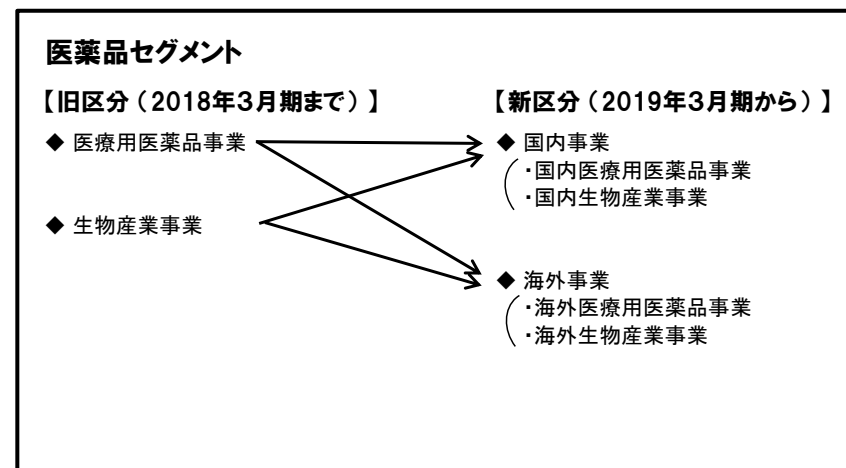 医薬品セグメント
【旧区分（2018年３月期まで）】
◆ 医療用医薬品事業
◆ 生物産業事業
【新区分（2019年３月期から）】
◆ 国内事業
・国内医療用医薬品事業
・国内生物産業事業
◆ 海外事業
・海外医療用医薬品事業
・海外生物産業事業